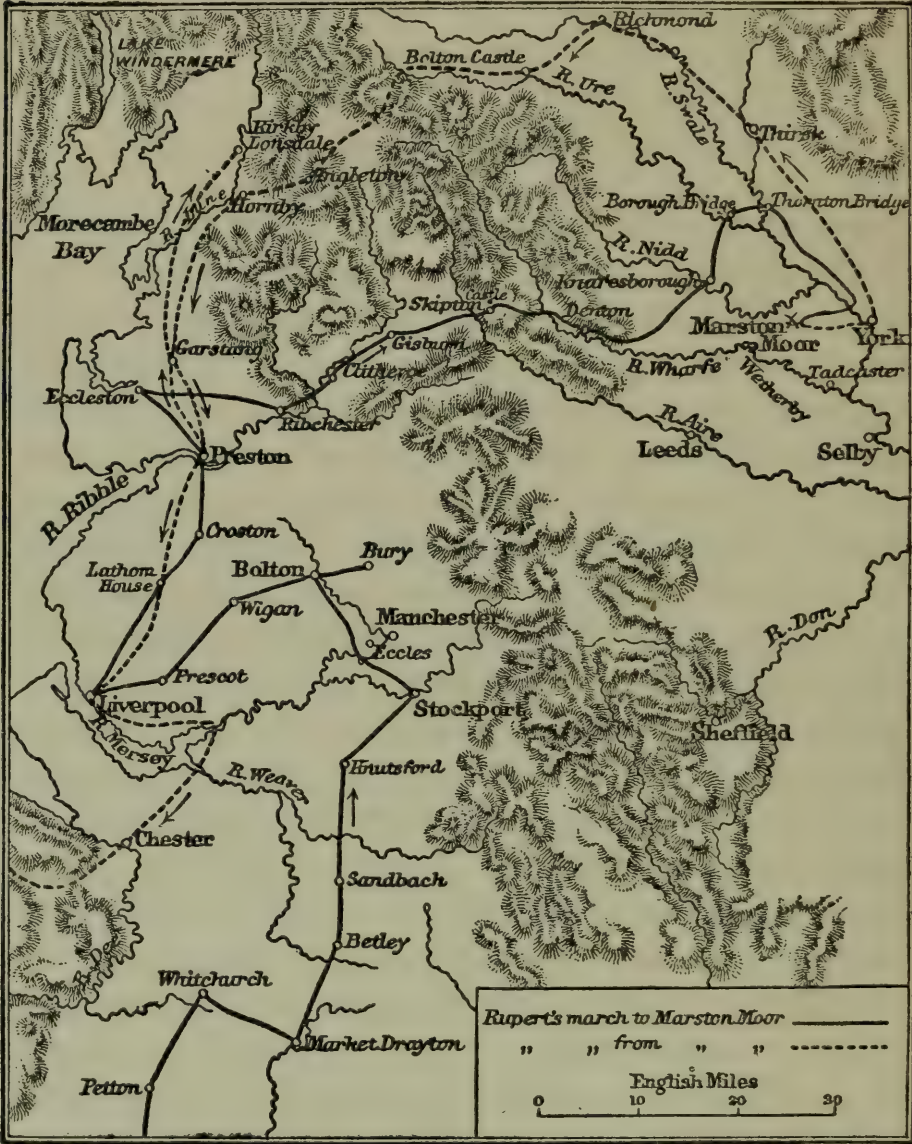 Richmond
LAKE
WINDERMERE
Bolton Castle
R. Ure
R. Swale
Kirkby
Lonsdale
Thirsk
Ingleton
R. Lune
Hornby
Borough Bridge
Thornton Bridge
Morecambe
Bay
R. Nidd
Knaresborough
Skipton
Castle
Denton
Marston
Moor
York
Gisburn
Garstang
Clithero
R. Wharfe
Wetherby
Tadcaster
Eccleston
Ribchester
R. Aire
Leeds
Selby
Preston
R. Ribble
Croston
Bury
Lathom
House
Bolton
Wigan
Manchester
Eccles
R. Don
Prescot
Liverpool
Stockport
Sheffield
R. Mersey
Knutsford
R. Weaver
Chester
Sandbach
Betley
R. Dee
Whitchurch
Market Drayton
Petton
Rupert's march to Marston Moor
„ „ from „ „
English Miles
0 10 20 30